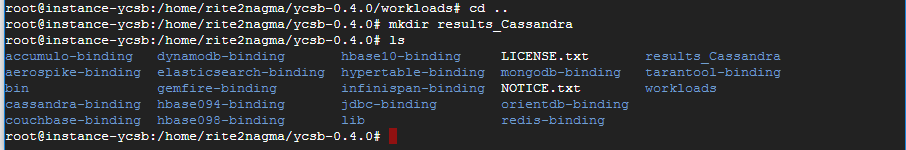 root@instance-ycsb:/home/rite2nagma/ycsb-0.4.0/workloads# cd ..
root@instance-ycsb:/home/rite2nagma/ycsb-0.4.0# mkdir results_Cassandra
root@instance-ycsb:/home/rite2nagma/ycsb-0.4.0# ls
accumulo-binding dynamodb-binding hbase10-binding LICENSE.txt results_Cassandra
aerospike-binding elasticsearch-binding hypertable-binding mongodb-binding tarantool-binding
bin gemfire-binding infinispan-binding NOTICE.txt workloads
cassandra-binding hbase094-binding jdbc-binding orientdb-binding
couchbase-binding hbase098-binding lib redis-binding
root@instance-ycsb:/home/rite2nagma/ycsb-0.4.0#